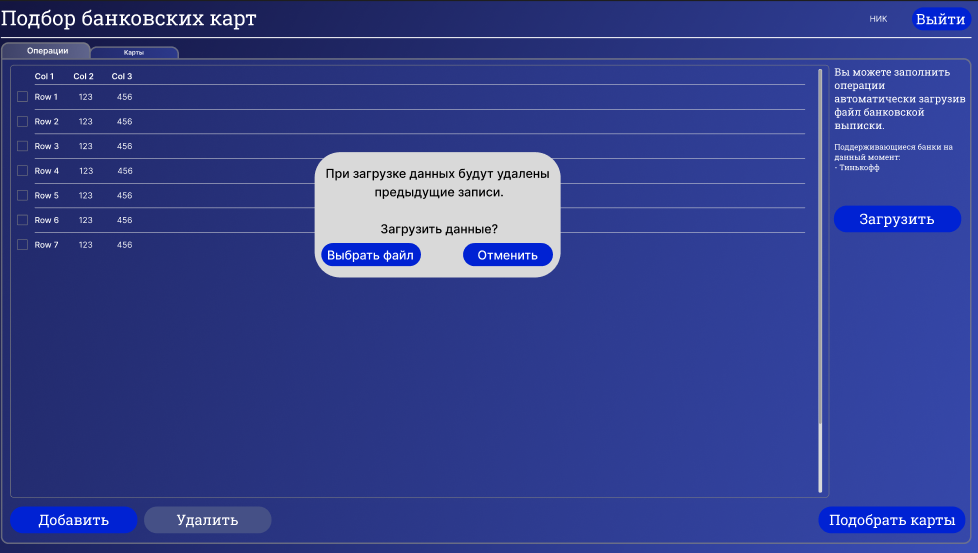 Подбор банковских карт
НИК
Выйти
Операции
Карты
Col 1 Col 2 Col 3
Row 1 123 456
Row 2 123 456
Row 3 123 456
Row 4 123 456
Row 5 123 456
Row 6 123 456
Row 7 123 456
При загрузке данных будут удалены
предыдущие записи.
Загрузить данные?
Выбрать файл
Отменить
Вы можете заполнить
операции
автоматически загрузив
файл банковской
выписки.
Поддерживающиеся банки на
данный момент:
- Тинькофф
Загрузить
Добавить
Удалить
Подобрать карты